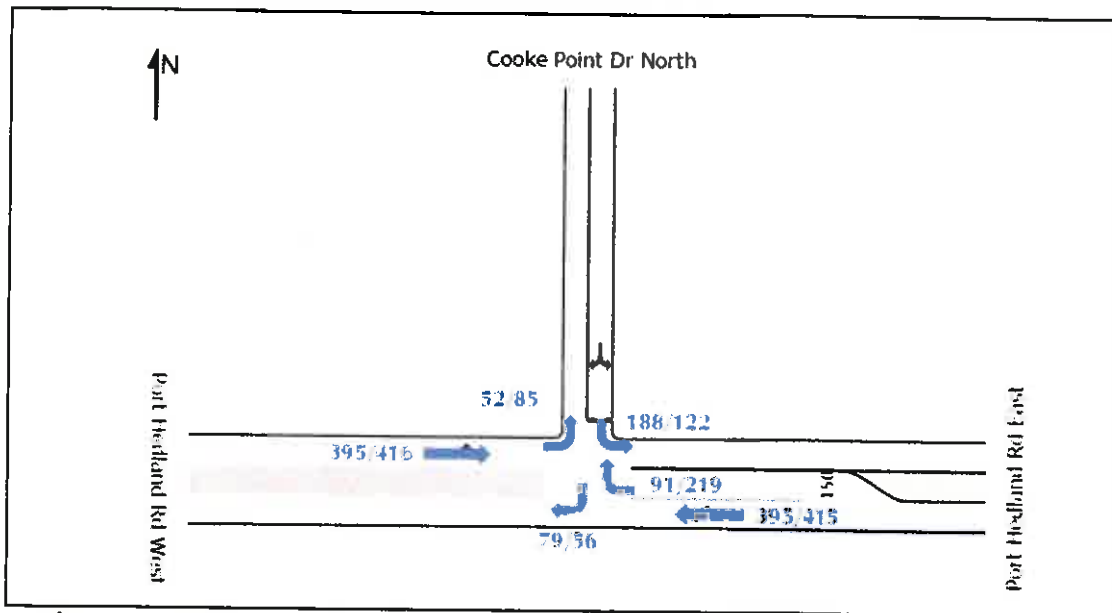 N
Cooke Point Dr North
52/85
188/122
395/416
91/219
150
395/415
79/56
Port Hedland Rd West
Port Hedland Rd East